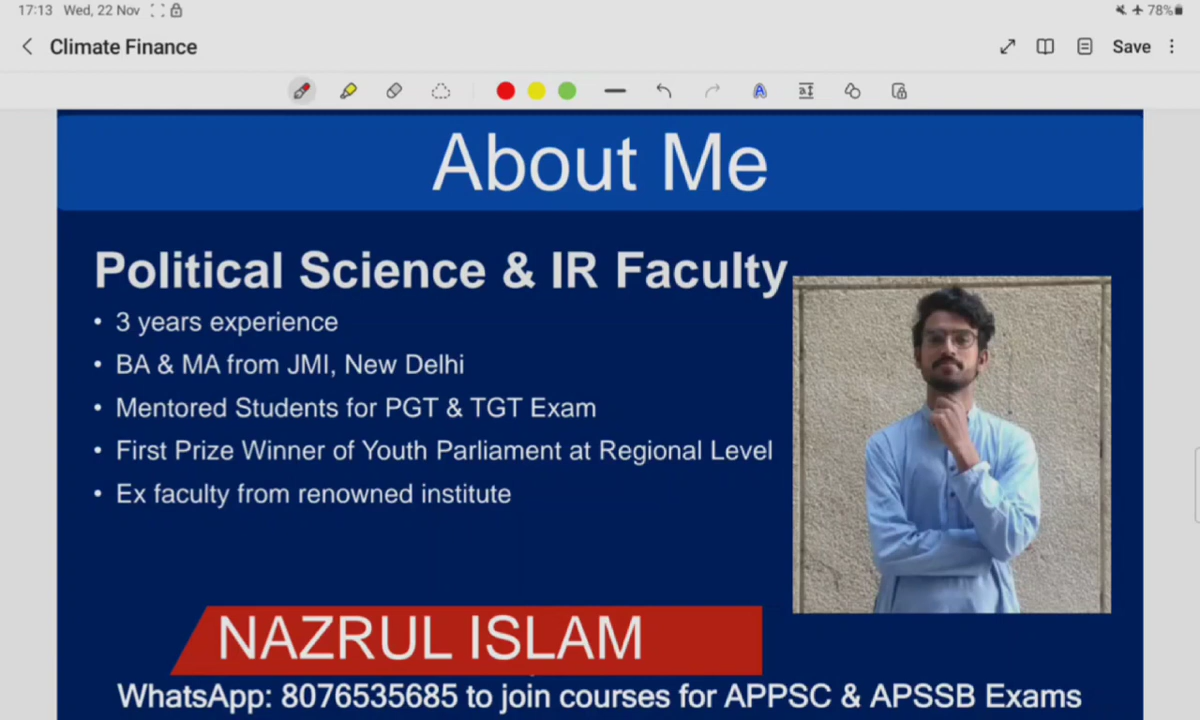 17:13 Wed, 22 Nov
78%
Climate Finance
Save
About Me
Political Science & IR Faculty
• 3 years experience
• BA & MA from JMI, New Delhi
• Mentored Students for PGT & TGT Exam
• First Prize Winner of Youth Parliament at Regional Level
• Ex faculty from renowned institute
NAZRUL ISLAM
WhatsApp: 8076535685 to join courses for APPSC & APSSB Exams